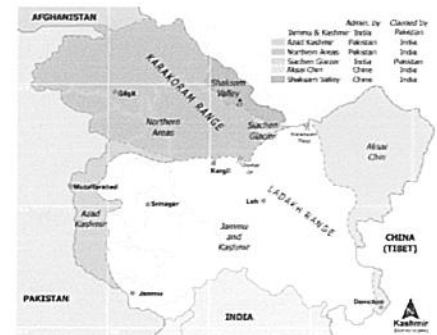 AFGHANISTAN
Admin. by Claimed by
Jammu & Kashmir India Pakistan
Azad Kashmir Pakistan India
Northern Areas Pakistan India
Siachen Glacier India Pakistan
Aksai Chin China India
Shaksam Valley China India
KARAKORAM RANGE
Shaksam
Valley
Gilgit
Northern
Areas
Siachen
Glacier
Karakoram
Pass
Aksai
Chin
Kargil
Muzaffarabad
LADAKH RANGE
Azad
Kashmir
Srinagar
Leh
Jammu
and
Kashmir
CHINA
(TIBET)
Jammu
Demchok
PAKISTAN
INDIA
Kashmir